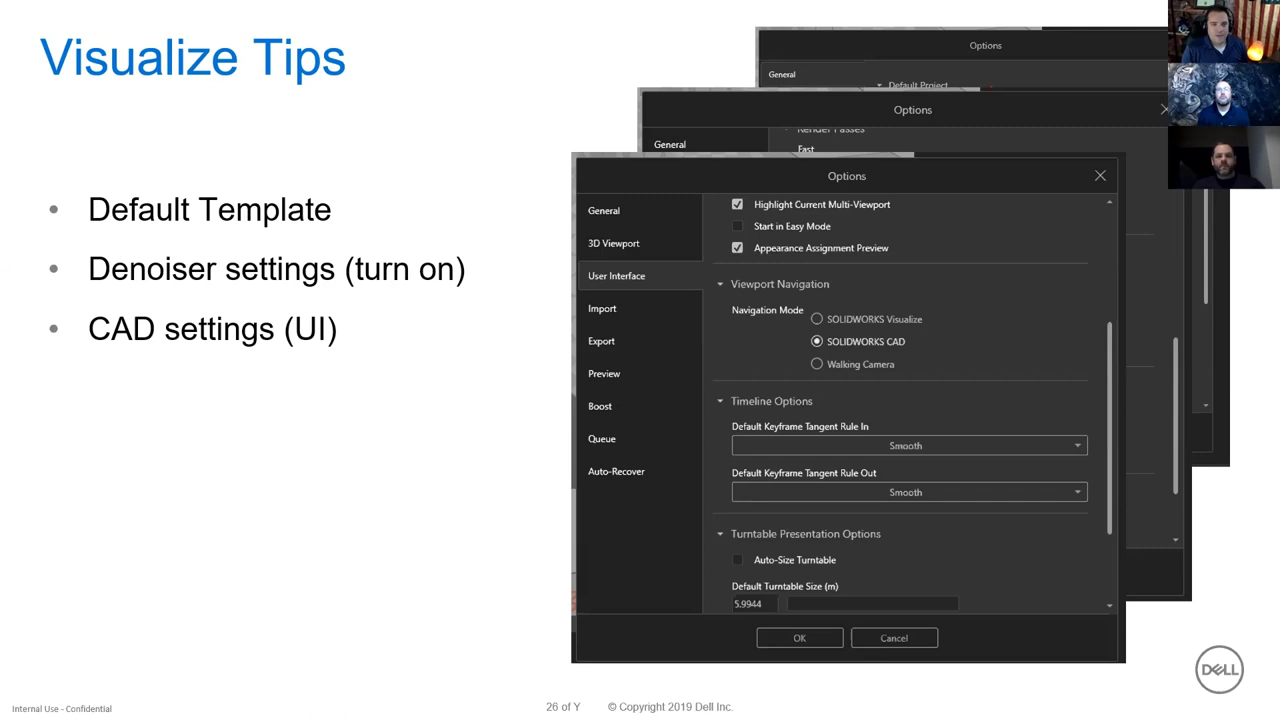 Visualize Tips
• Default Template
• Denoiser settings (turn on)
• CAD settings (UI)
Options
General
Default Project
Options
General
Render Passes
Fast
Options
General
3D Viewport
User Interface
Import
Export
Preview
Boost
Queue
Auto-Recover
Highlight Current Multi-Viewport
Start in Easy Mode
Appearance Assignment Preview
Viewport Navigation
Navigation Mode
SOLIDWORKS Visualize
SOLIDWORKS CAD
Walking Camera
Timeline Options
Default Keyframe Tangent Rule In
Smooth
Default Keyframe Tangent Rule Out
Smooth
Turntable Presentation Options
Auto-Size Turntable
Default Turntable Size (m)
5.9944
OK
Cancel
DELL
Internal Use - Confidential
26 of Y
© Copyright 2019 Dell Inc.